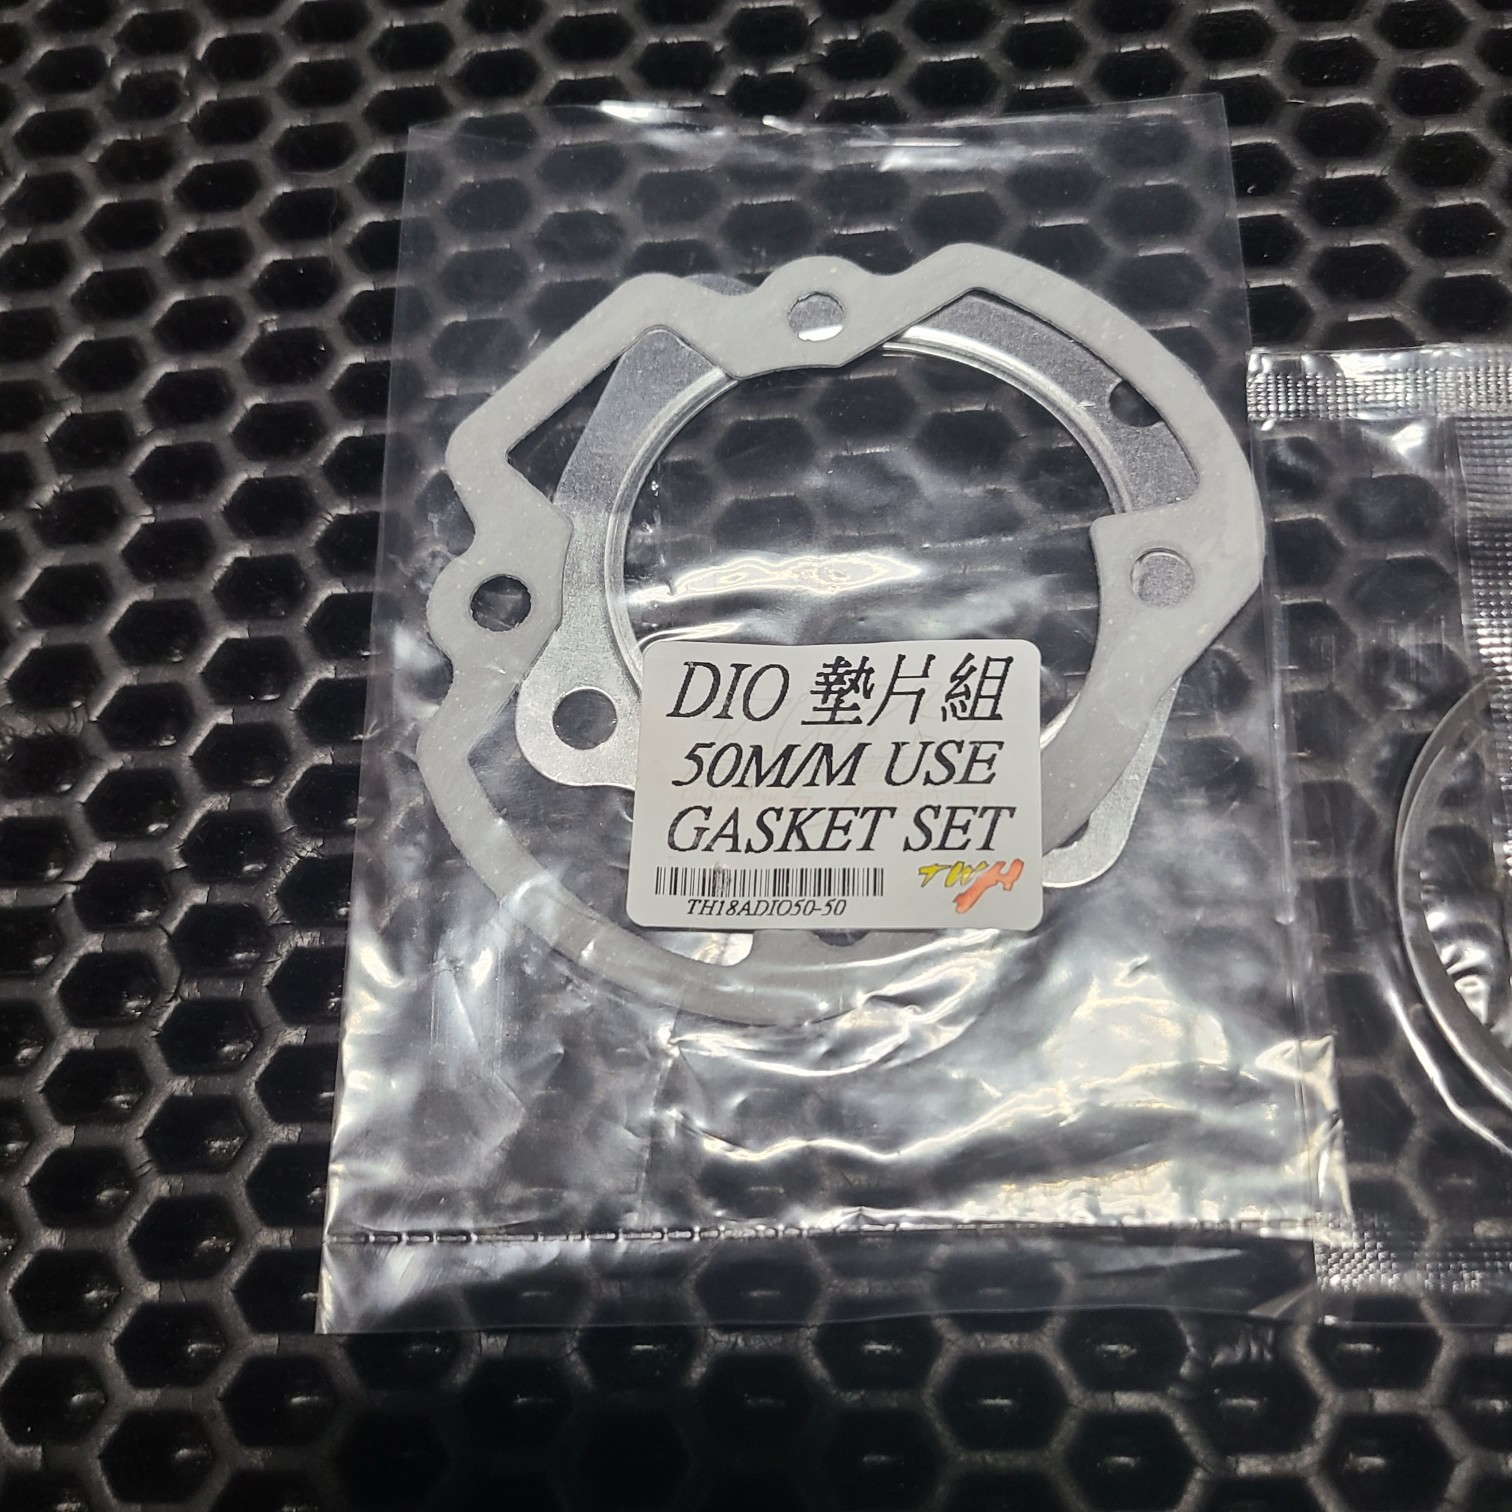 DIO 墊片組
50M/M USE
GASKET SET
TWH
TH18ADIO50-50